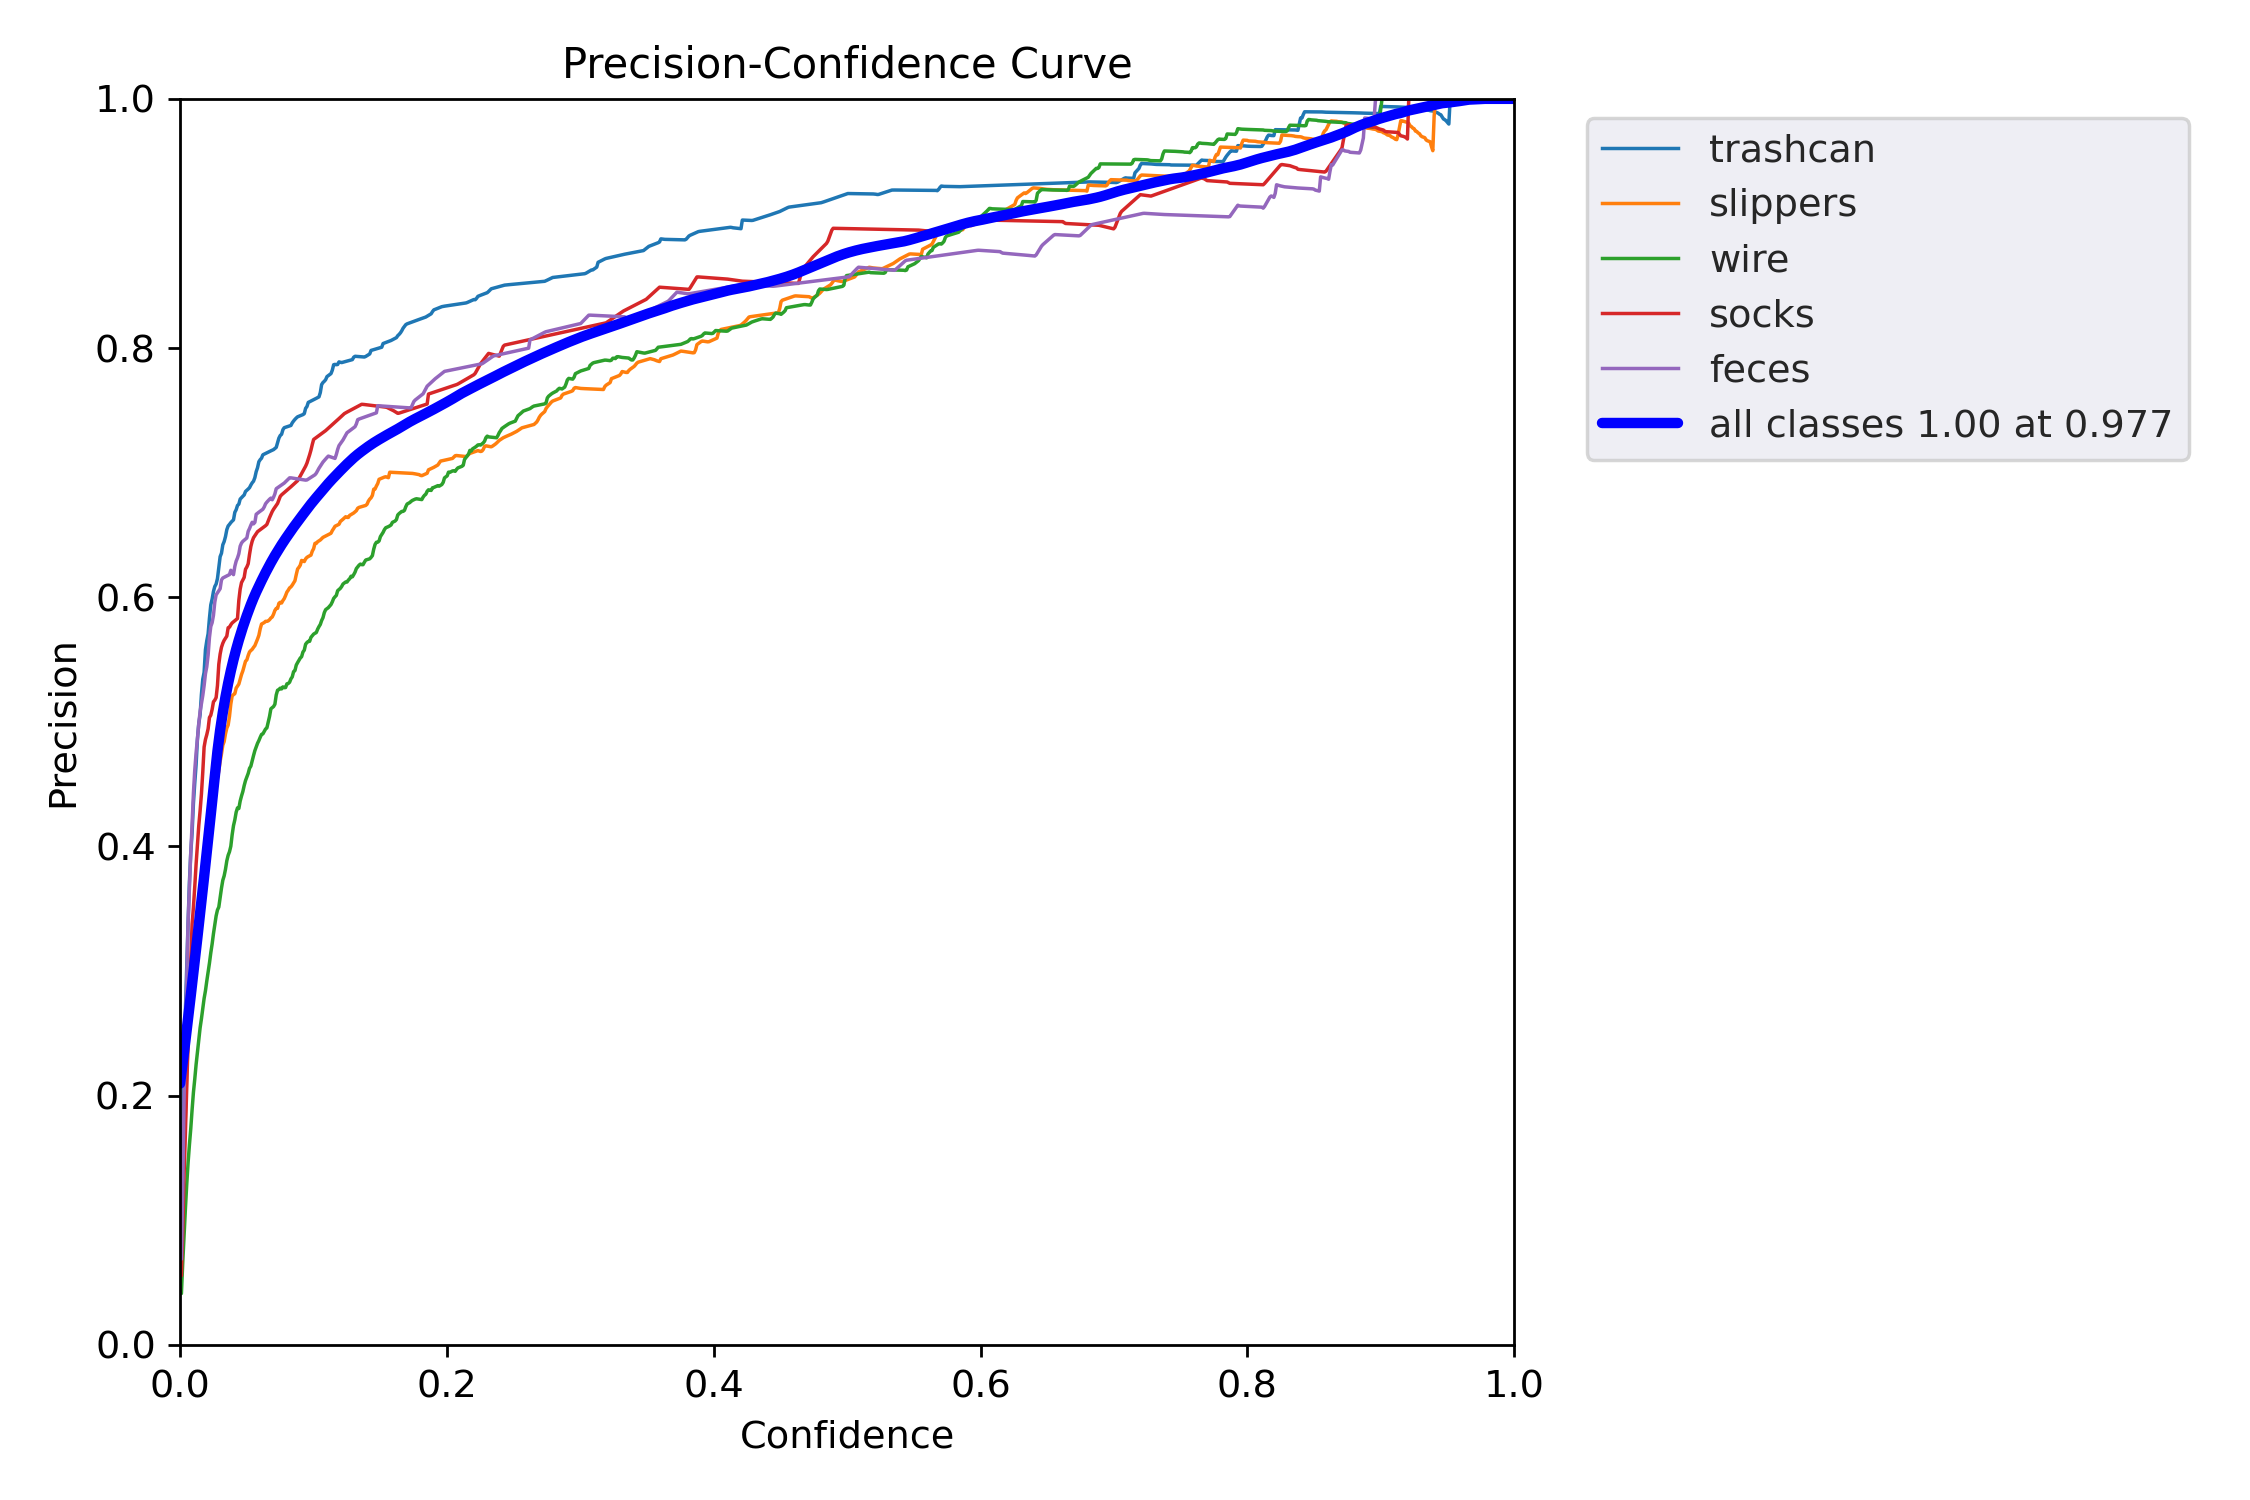 Precision-Confidence Curve
1.0
0.8
0.6
0.4
0.2
0.0
Precision
0.0 0.2 0.4 0.6 0.8 1.0
Confidence
trashcan
slippers
wire
socks
feces
all classes 1.00 at 0.977